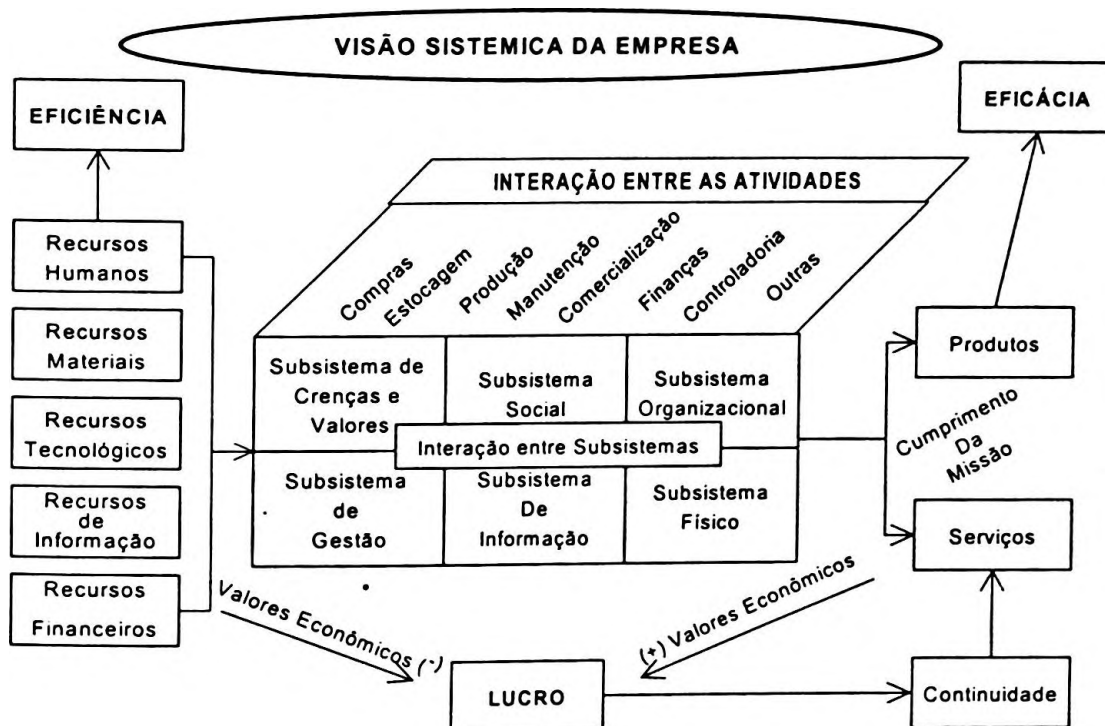 VISÃO SISTEMICA DA EMPRESA
EFICIÊNCIA
EFICÁCIA
INTERAÇÃO ENTRE AS ATIVIDADES
Compras
Estocagem
Produção
Manutenção
Comercialização
Finanças
Controladoria
Outras
Recursos
Humanos
Recursos
Materiais
Recursos
Tecnológicos
Recursos
de
Informação
Recursos
Financeiros
Subsistema de
Crenças e
Valores
Subsistema
Social
Subsistema
Organizacional
Interação entre Subsistemas
Subsistema
de
Gestão
Subsistema
De
Informação
Subsistema
Físico
Produtos
Cumprimento
Da
Missão
Serviços
Valores Econômicos (-)
(+) Valores Econômicos
LUCRO
Continuidade